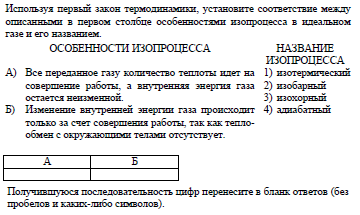 Используя первый закон термодинамики, установите соответствие между
описанными в первом столбце особенностями изопроцесса в идеальном
газе и его названием.
ОСОБЕННОСТИ ИЗОПРОЦЕССА
НАЗВАНИЕ
ИЗОПРОЦЕССА
А) Все переданное газу количество теплоты идет на
совершение работы, а внутренняя энергия газа
остается неизменной.
Б) Изменение внутренней энергии газа происходит
только за счет совершения работы, так как тепло-
обмен с окружающими телами отсутствует.
1) изотермический
2) изобарный
3) изохорный
4) адиабатный
А Б
Получившуюся последовательность цифр перенесите в бланк ответов (без
пробелов и каких-либо символов).